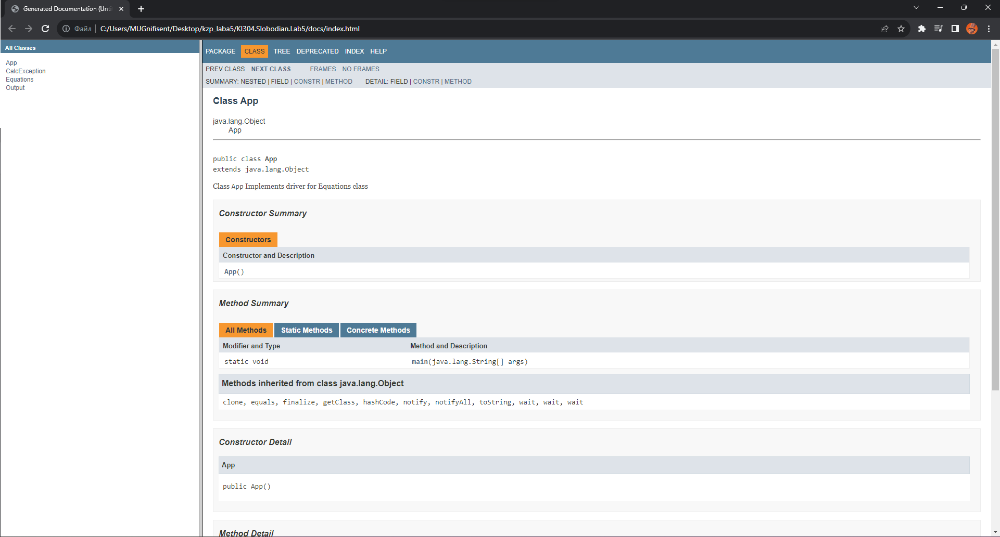 Generated Documentation (Unti
Файл
C:/Users/MUGnifisent/Desktop/kzp_laba5/KI304.Slobodian.Lab5/docs/index.html
All Classes
App
CalcException
Equations
Output
PACKAGE CLASS TREE DEPRECATED INDEX HELP
PREV CLASS NEXT CLASS FRAMES NO FRAMES
SUMMARY: NESTED | FIELD | CONSTR | METHOD DETAIL: FIELD | CONSTR | METHOD
Class App
java.lang.Object
App
public class App
extends java.lang.Object
Class App Implements driver for Equations class
Constructor Summary
Constructors
Constructor and Description
App()
Method Summary
All Methods Static Methods Concrete Methods
Modifier and Type Method and Description
static void main(java.lang.String[] args)
Methods inherited from class java.lang.Object
clone, equals, finalize, getClass, hashCode, notify, notifyAll, toString, wait, wait, wait
Constructor Detail
App
public App()
Method Detail